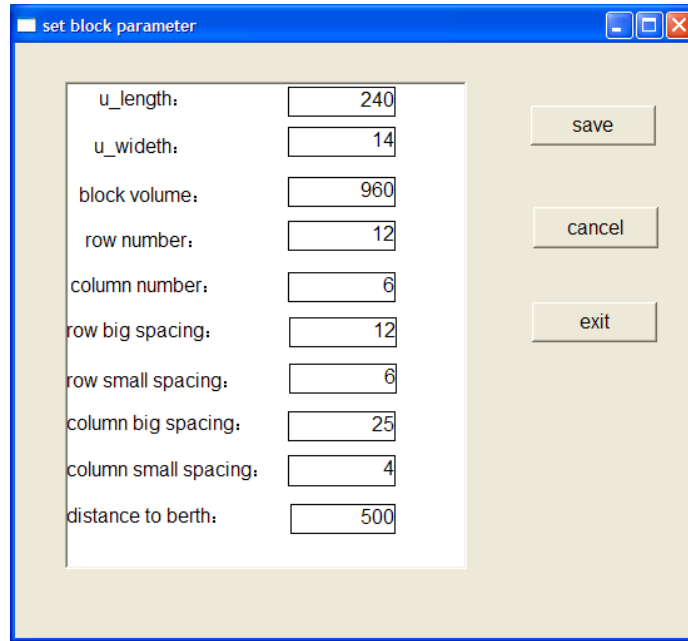 set block parameter
u_length： 240
u_wideth： 14
block volume： 960
row number： 12
column number： 6
row big spacing： 12
row small spacing： 6
column big spacing： 25
column small spacing： 4
distance to berth： 500
save
cancel
exit